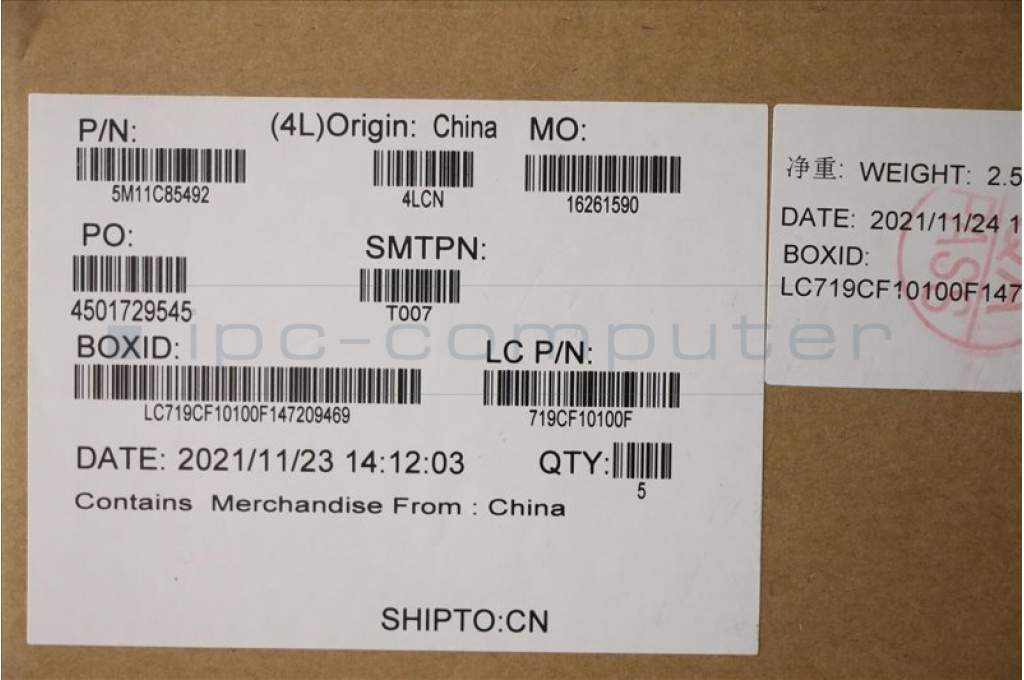 P/N: (4L)Origin: China MO:
5M11C85492 4LCN 16261590
PO: SMTPN:
4501729545 T007
BOXID: LC P/N:
LC719CF10100F147209469 719CF10100F
DATE: 2021/11/23 14:12:03 QTY:
5
Contains Merchandise From : China
SHIPTO:CN
净重: WEIGHT: 2.5
DATE: 2021/11/24 1
BOXID:
LC719CF10100F147
PASS
ipc-computer